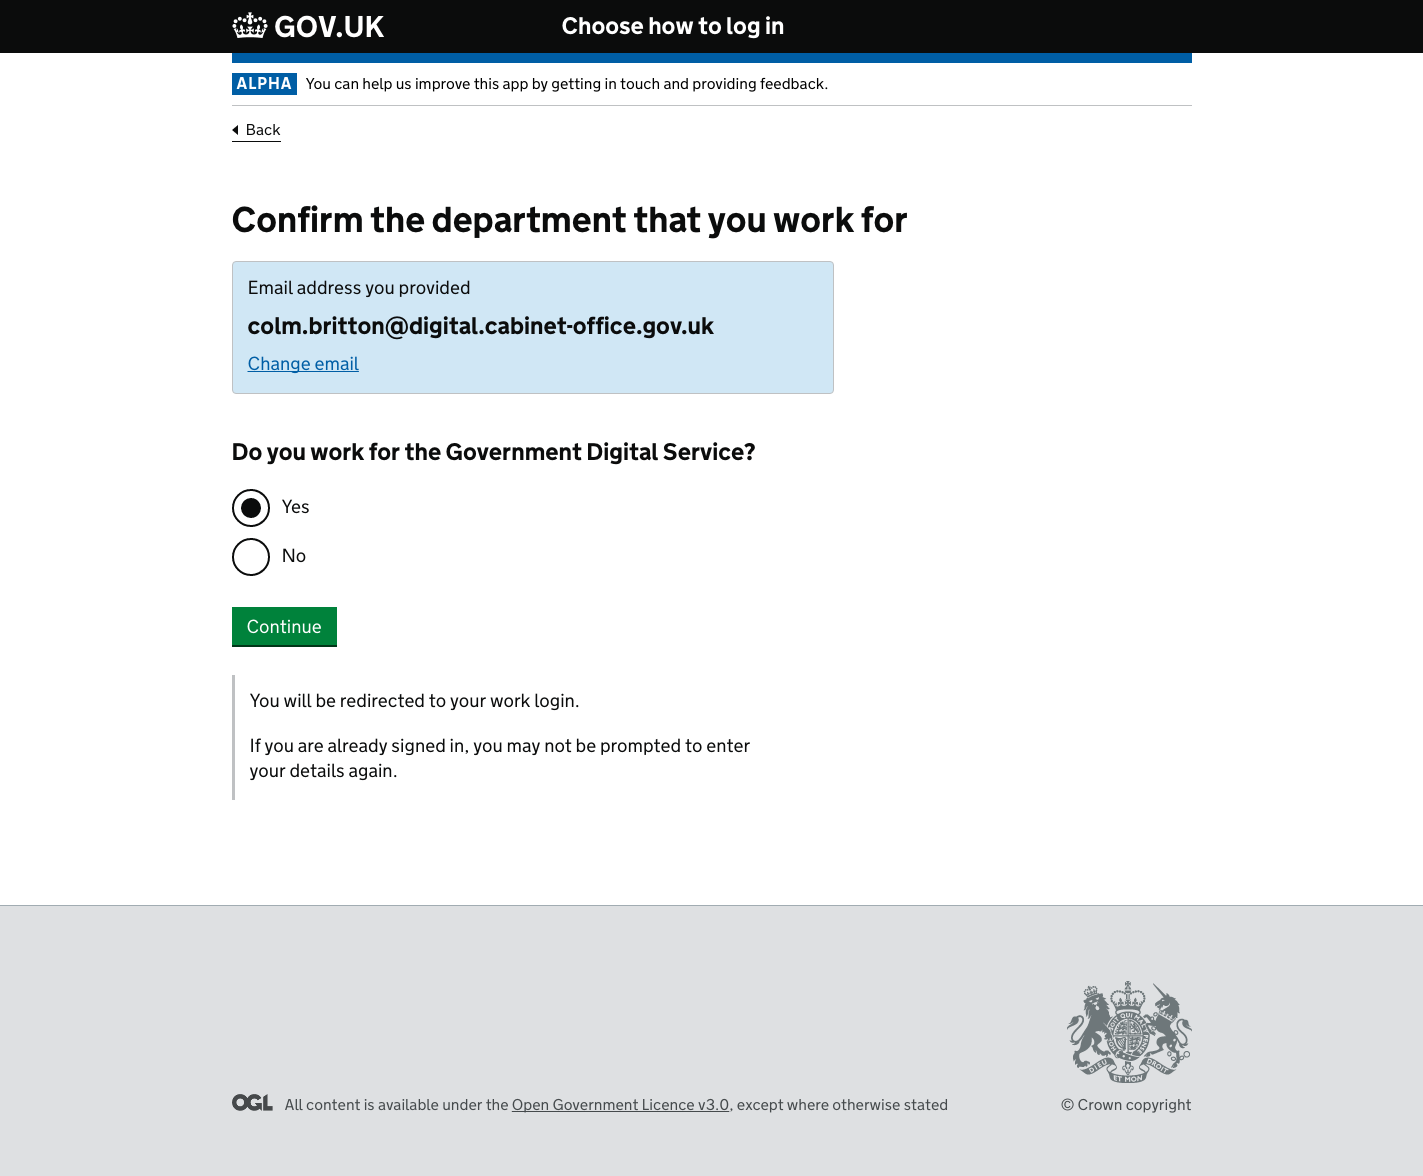 GOV.UK
Choose how to log in
ALPHA You can help us improve this app by getting in touch and providing feedback.
Back
Confirm the department that you work for
Email address you provided
colm.britton@digital.cabinet-office.gov.uk
Change email
Do you work for the Government Digital Service?
Yes
No
Continue
You will be redirected to your work login.
If you are already signed in, you may not be prompted to enter
your details again.
DIEU ET MON DROIT
OGL All content is available under the Open Government Licence v3.0, except where otherwise stated
© Crown copyright